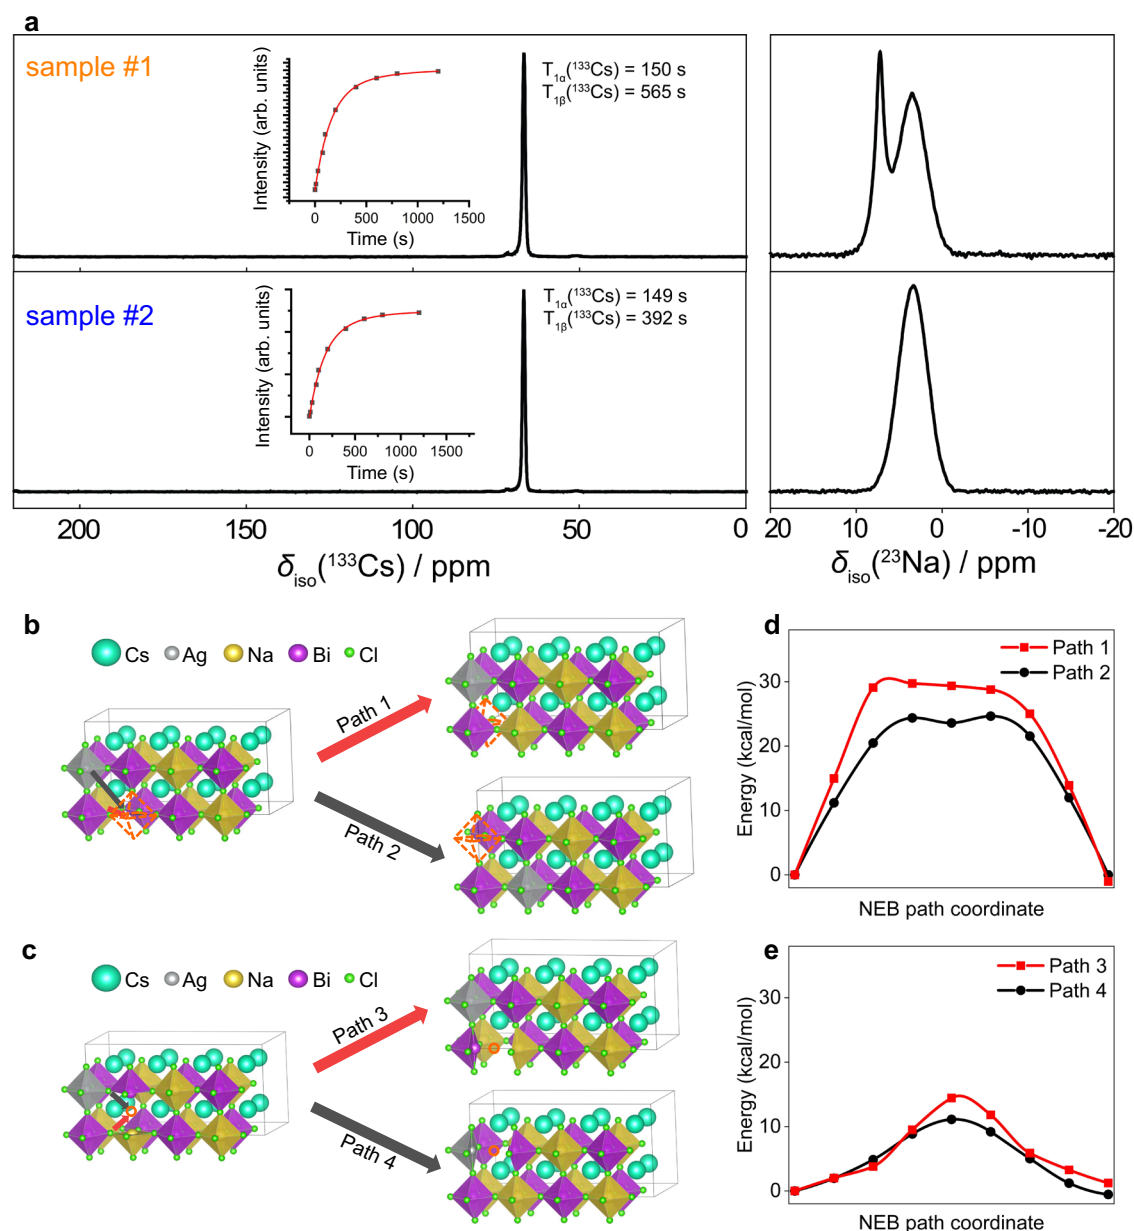 a
sample #1
Intensity (arb. units)
0 500 1000 1500
Time (s)
T1α(133Cs) = 150 s
T1β(133Cs) = 565 s
sample #2
Intensity (arb. units)
0 500 1000 1500
Time (s)
T1α(133Cs) = 149 s
T1β(133Cs) = 392 s
200 150 100 50 0
δiso(133Cs) / ppm
20 10 0 -10 -20
δiso(23Na) / ppm
b
Cs Ag Na Bi Cl
Path 1
Path 2
d
Path 1
Path 2
30
20
10
0
Energy (kcal/mol)
NEB path coordinate
c
Cs Ag Na Bi Cl
Path 3
Path 4
e
Path 3
Path 4
30
20
10
0
Energy (kcal/mol)
NEB path coordinate